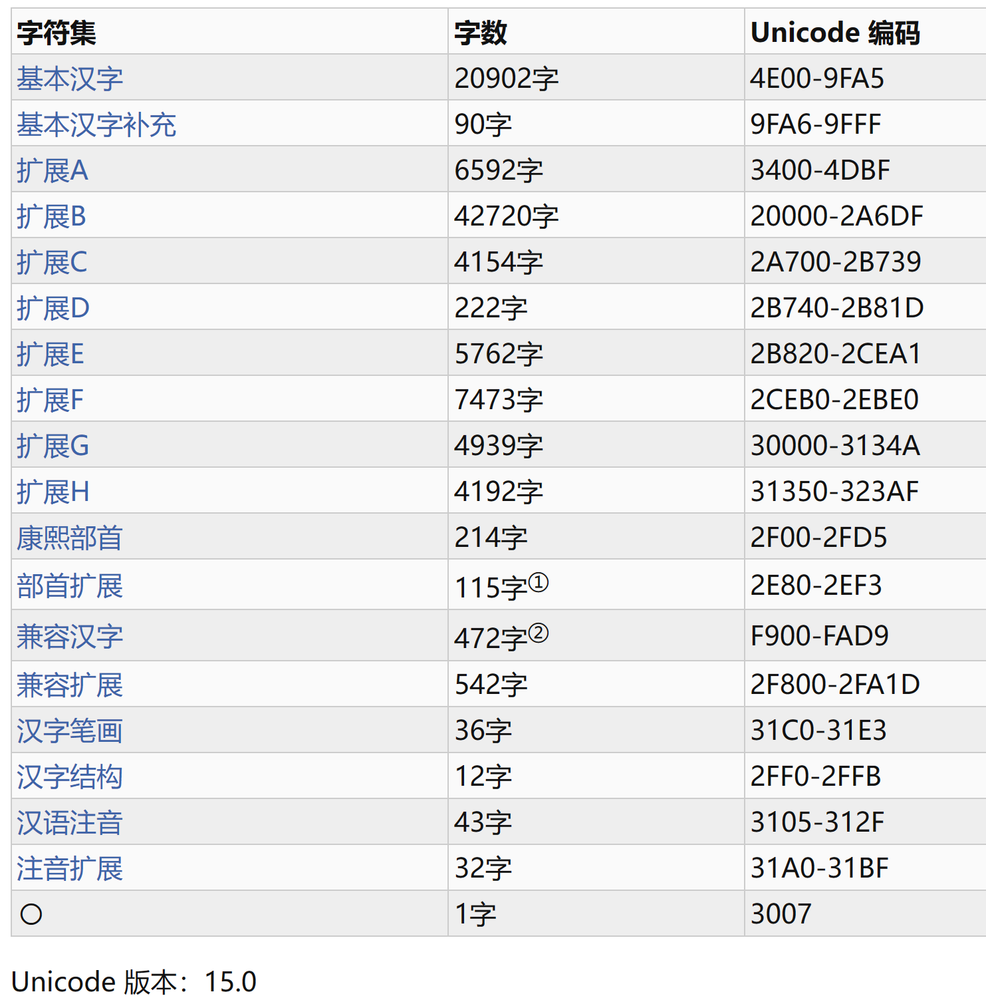 字符集 字数 Unicode 编码
基本汉字 20902字 4E00-9FA5
基本汉字补充 90字 9FA6-9FFF
扩展A 6592字 3400-4DBF
扩展B 42720字 20000-2A6DF
扩展C 4154字 2A700-2B739
扩展D 222字 2B740-2B81D
扩展E 5762字 2B820-2CEA1
扩展F 7473字 2CEB0-2EBE0
扩展G 4939字 30000-3134A
扩展H 4192字 31350-323AF
康熙部首 214字 2F00-2FD5
部首扩展 115字① 2E80-2EF3
兼容汉字 472字② F900-FAD9
兼容扩展 542字 2F800-2FA1D
汉字笔画 36字 31C0-31E3
汉字结构 12字 2FF0-2FFB
汉语注音 43字 3105-312F
注音扩展 32字 31A0-31BF
〇 1字 3007
Unicode 版本：15.0